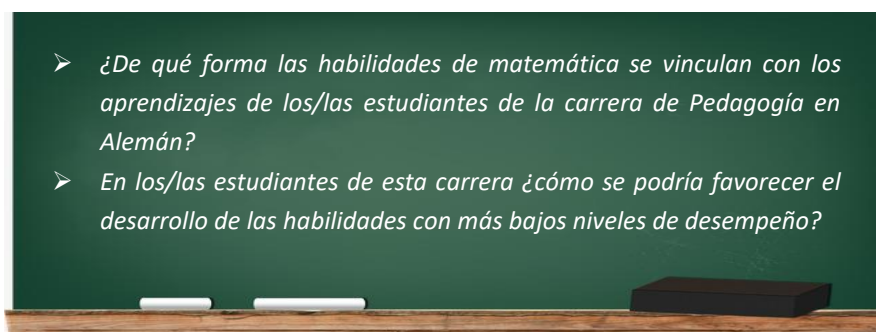 ➢ ¿De qué forma las habilidades de matemática se vinculan con los
aprendizajes de los/las estudiantes de la carrera de Pedagogía en
Alemán?
➢ En los/las estudiantes de esta carrera ¿cómo se podría favorecer el
desarrollo de las habilidades con más bajos niveles de desempeño?